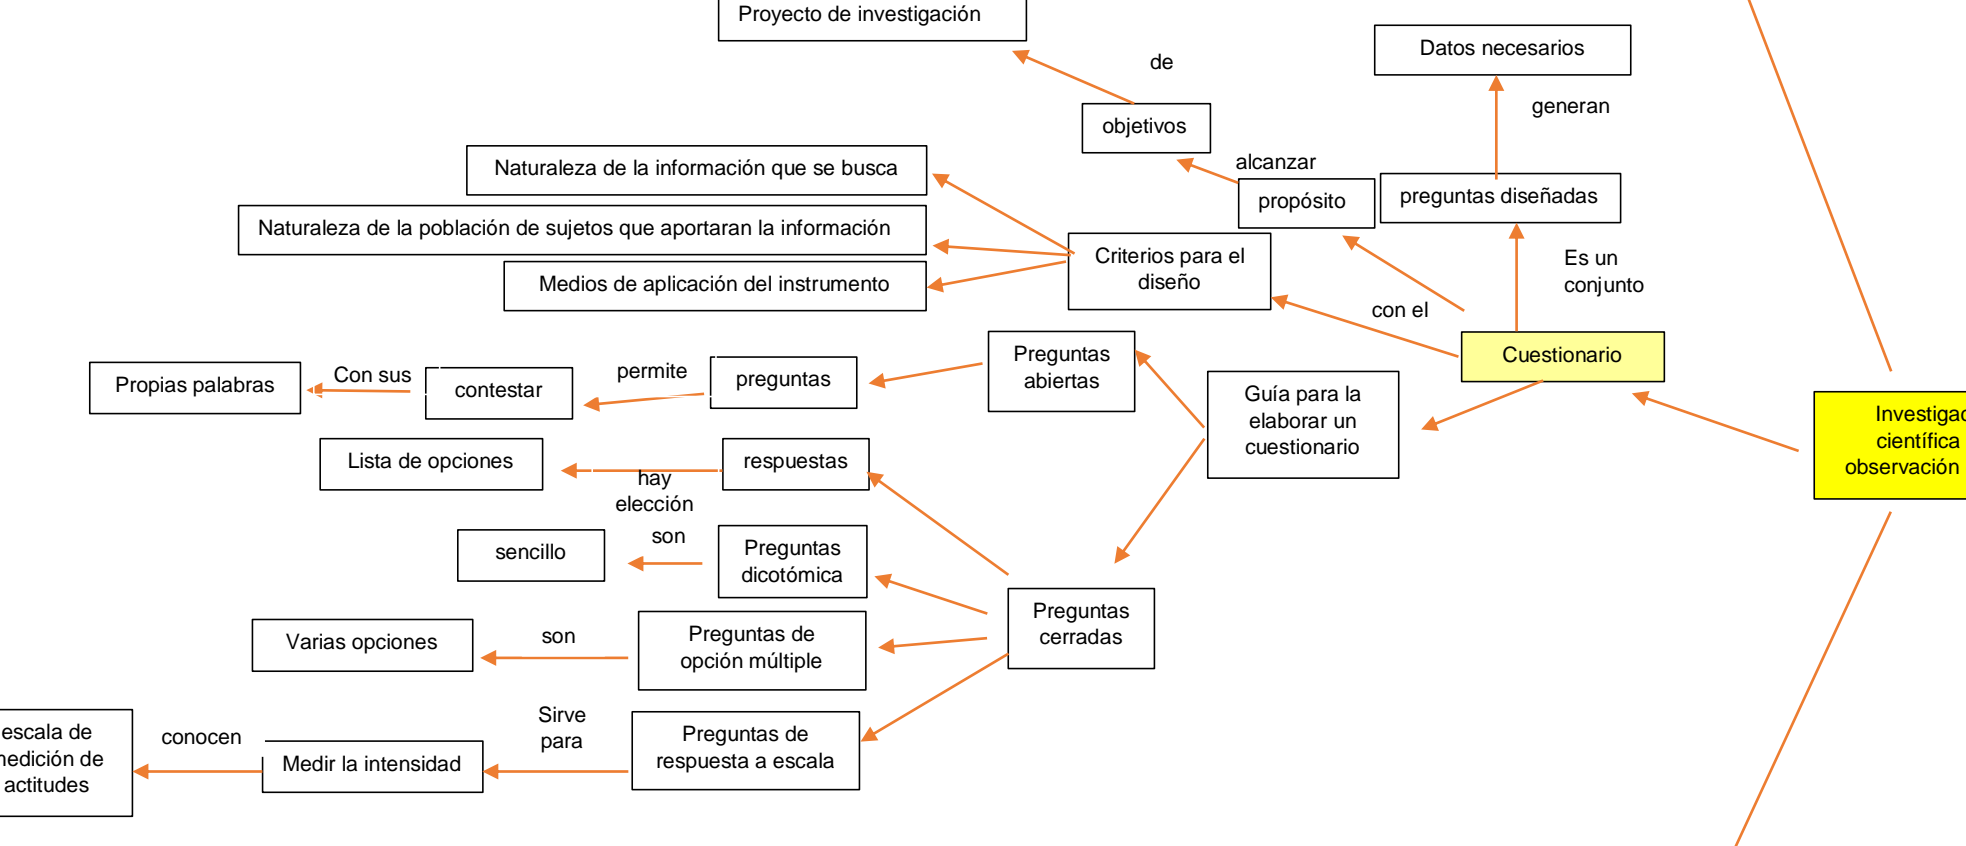 Proyecto de investigación
Datos necesarios
de
generan
objetivos
alcanzar
Naturaleza de la información que se busca
propósito
preguntas diseñadas
Naturaleza de la población de sujetos que aportaran la información
Criterios para el
diseño
Es un
conjunto
Medios de aplicación del instrumento
con el
Cuestionario
Preguntas
abiertas
preguntas
permite
contestar
Con sus
Propias palabras
Guía para la
elaborar un
cuestionario
científica
observación
Lista de opciones
respuestas
hay
elección
son
sencillo
Preguntas
dicotómica
Preguntas
cerradas
Varias opciones
son
Preguntas de
opción múltiple
Sirve
para
Preguntas de
respuesta a escala
Medir la intensidad
conocen
escala de
actitudes